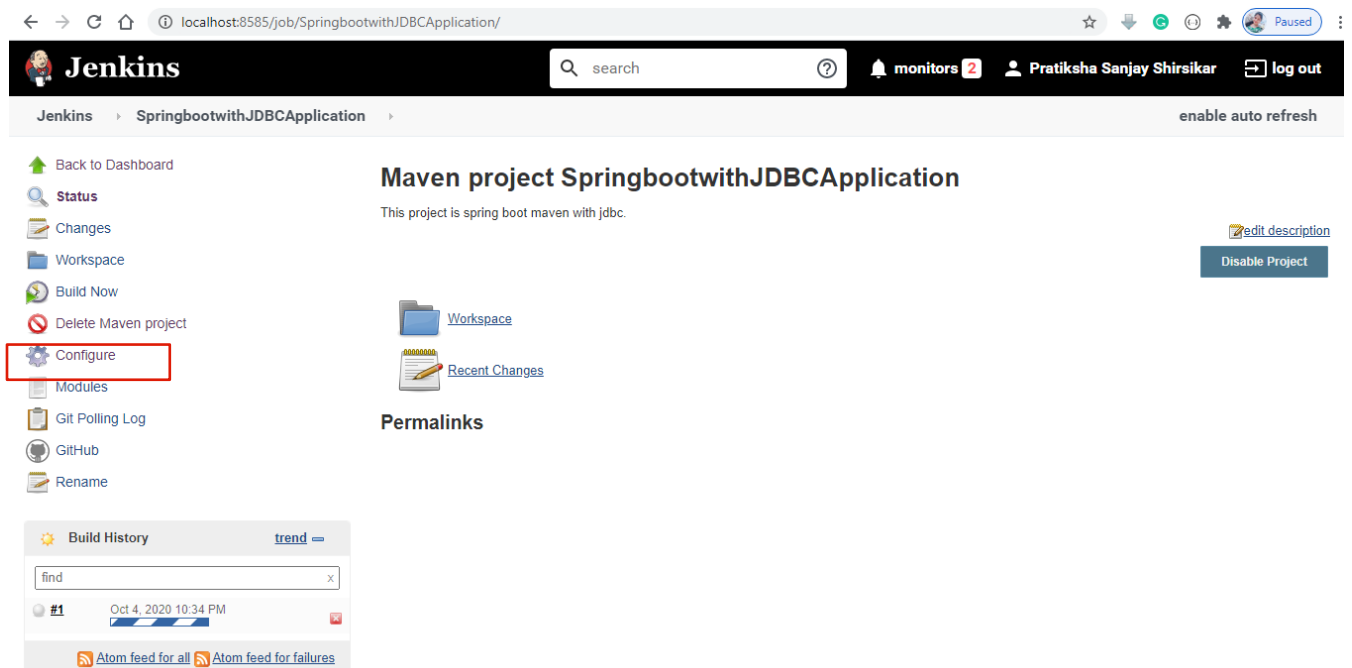 localhost:8585/job/SpringbootwithJDBCApplication/
Paused
Jenkins
search
monitors 2
Pratiksha Sanjay Shirsikar
log out
Jenkins
SpringbootwithJDBCApplication
enable auto refresh
Back to Dashboard
Status
Changes
Workspace
Build Now
Delete Maven project
Configure
Modules
Git Polling Log
GitHub
Rename
Maven project SpringbootwithJDBCApplication
This project is spring boot maven with jdbc.
edit description
Disable Project
Workspace
Recent Changes
Permalinks
Build History
trend
find
x
#1
Oct 4, 2020 10:34 PM
Atom feed for all
Atom feed for failures